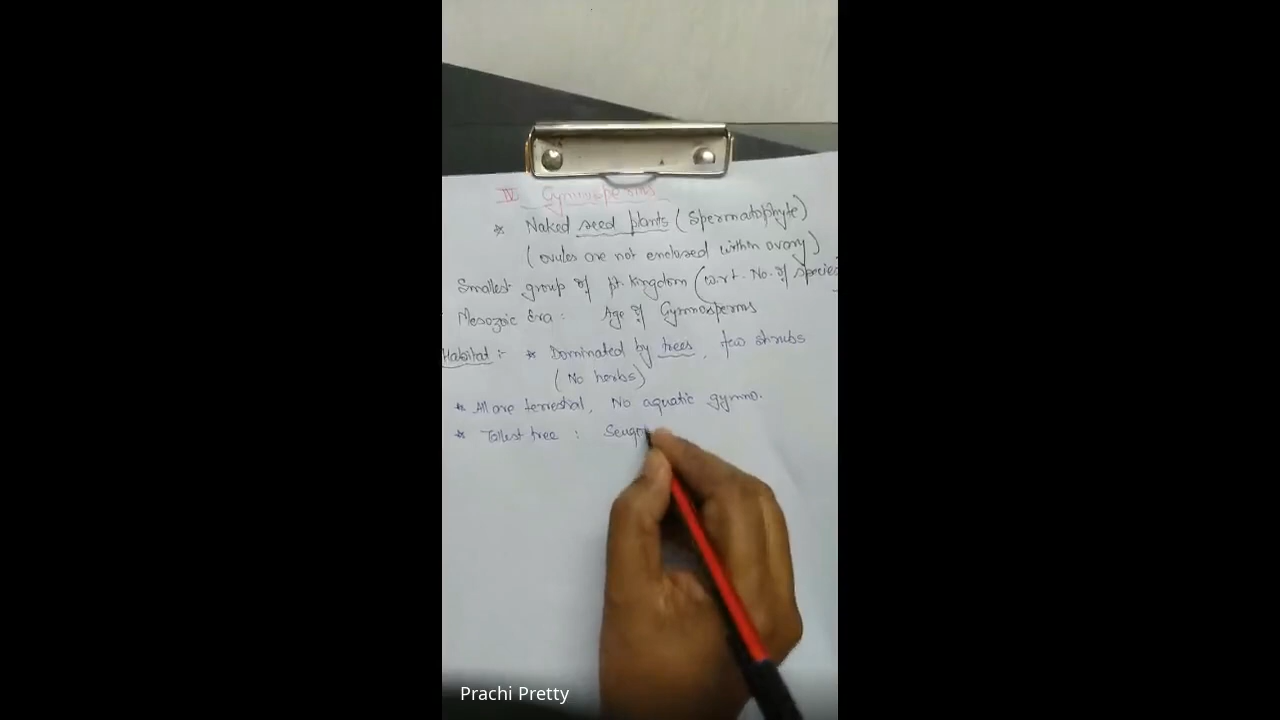 IV Gymnosperms
* Naked seed plants (Spermatophyte)
(ovules are not enclosed within ovary)
Smallest group of pt. kingdom (w.r.t. No. of species
Mesozoic Era : Age of Gymnosperms
Habitat :- * Dominated by trees, few shrubs
(No herbs)
* All are terrestrial, No aquatic gymno.
* Tallest tree : Seuqo
Prachi Pretty